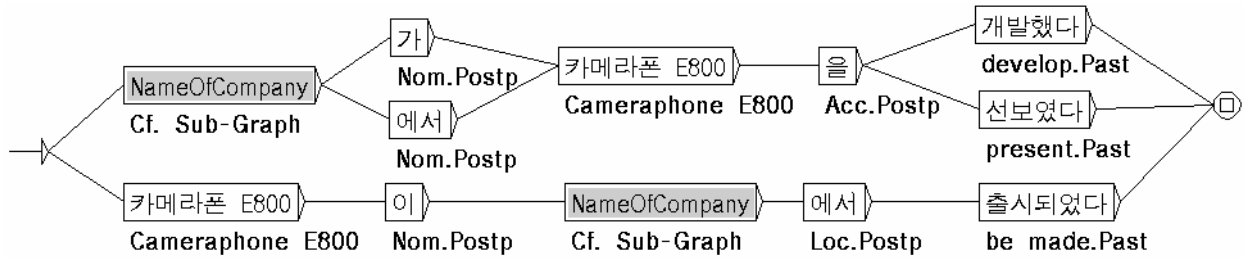 가
개발했다
Nom.Postp
develop.Past
NameOfCompany
카메라폰 E800
을
Cf. Sub-Graph
Cameraphone E800
Acc.Postp
에서
선보였다
Nom.Postp
present.Past
카메라폰 E800
이
NameOfCompany
에서
출시되었다
Cameraphone E800
Nom.Postp
Cf. Sub-Graph
Loc.Postp
be made.Past